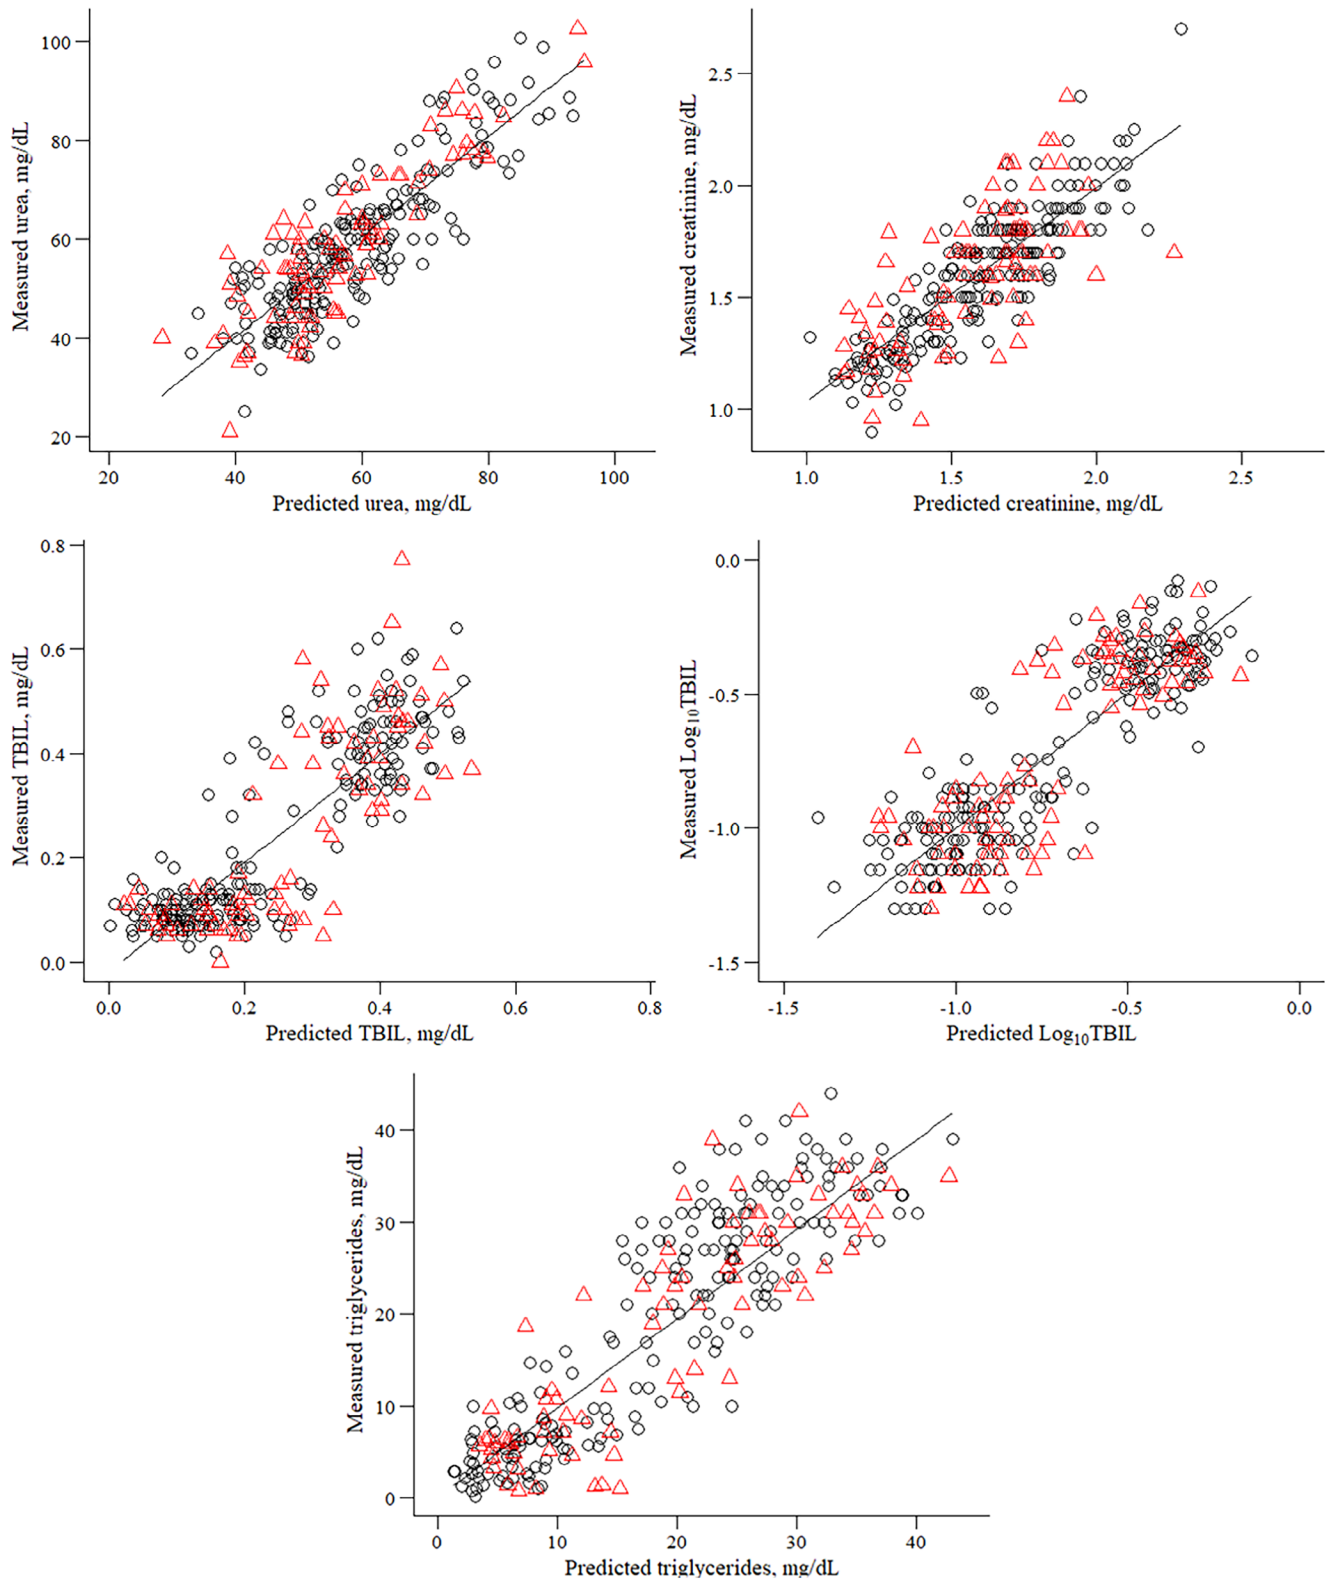 100
80
60
40
20
Measured urea, mg/dL
20 40 60 80 100
Predicted urea, mg/dL
2.5
2.0
1.5
1.0
Measured creatinine, mg/dL
1.0 1.5 2.0 2.5
Predicted creatinine, mg/dL
0.8
0.6
0.4
0.2
0.0
Measured TBIL, mg/dL
0.0 0.2 0.4 0.6 0.8
Predicted TBIL, mg/dL
0.0
-0.5
-1.0
-1.5
Measured Log10TBIL
-1.5 -1.0 -0.5 0.0
Predicted Log10TBIL
40
30
20
10
0
Measured triglycerides, mg/dL
0 10 20 30 40
Predicted triglycerides, mg/dL